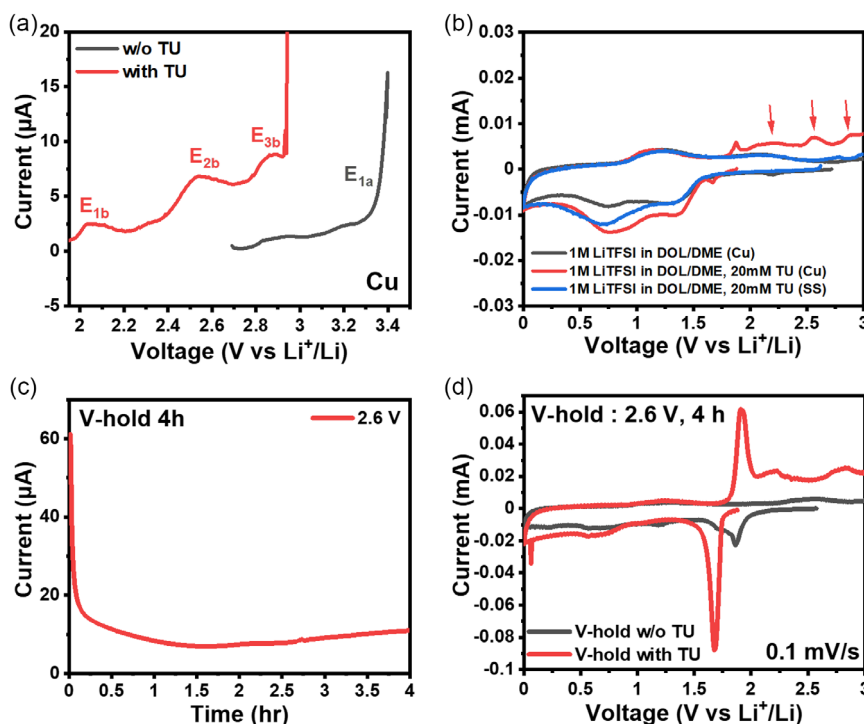 (a)
w/o TU
with TU
E1b
E2b
E3b
E1a
Cu
Current (µA)
20
15
10
5
0
-5
2
2.2
2.4
2.6
2.8
3
3.2
3.4
Voltage (V vs Li⁺/Li)
(b)
Current (mA)
0.03
0.02
0.01
0
-0.01
-0.02
-0.03
1M LiTFSI in DOL/DME (Cu)
1M LiTFSI in DOL/DME, 20mM TU (Cu)
1M LiTFSI in DOL/DME, 20mM TU (SS)
0
0.5
1
1.5
2
2.5
3
Voltage (V vs Li⁺/Li)
(c)
V-hold 4h
2.6 V
Current (µA)
60
40
20
0
0
0.5
1
1.5
2
2.5
3
3.5
4
Time (hr)
(d)
V-hold : 2.6 V, 4 h
Current (mA)
0.06
0.04
0.02
0
-0.02
-0.04
-0.06
-0.08
-0.1
V-hold w/o TU
V-hold with TU
0.1 mV/s
0
0.5
1
1.5
2
2.5
3
Voltage (V vs Li⁺/Li)